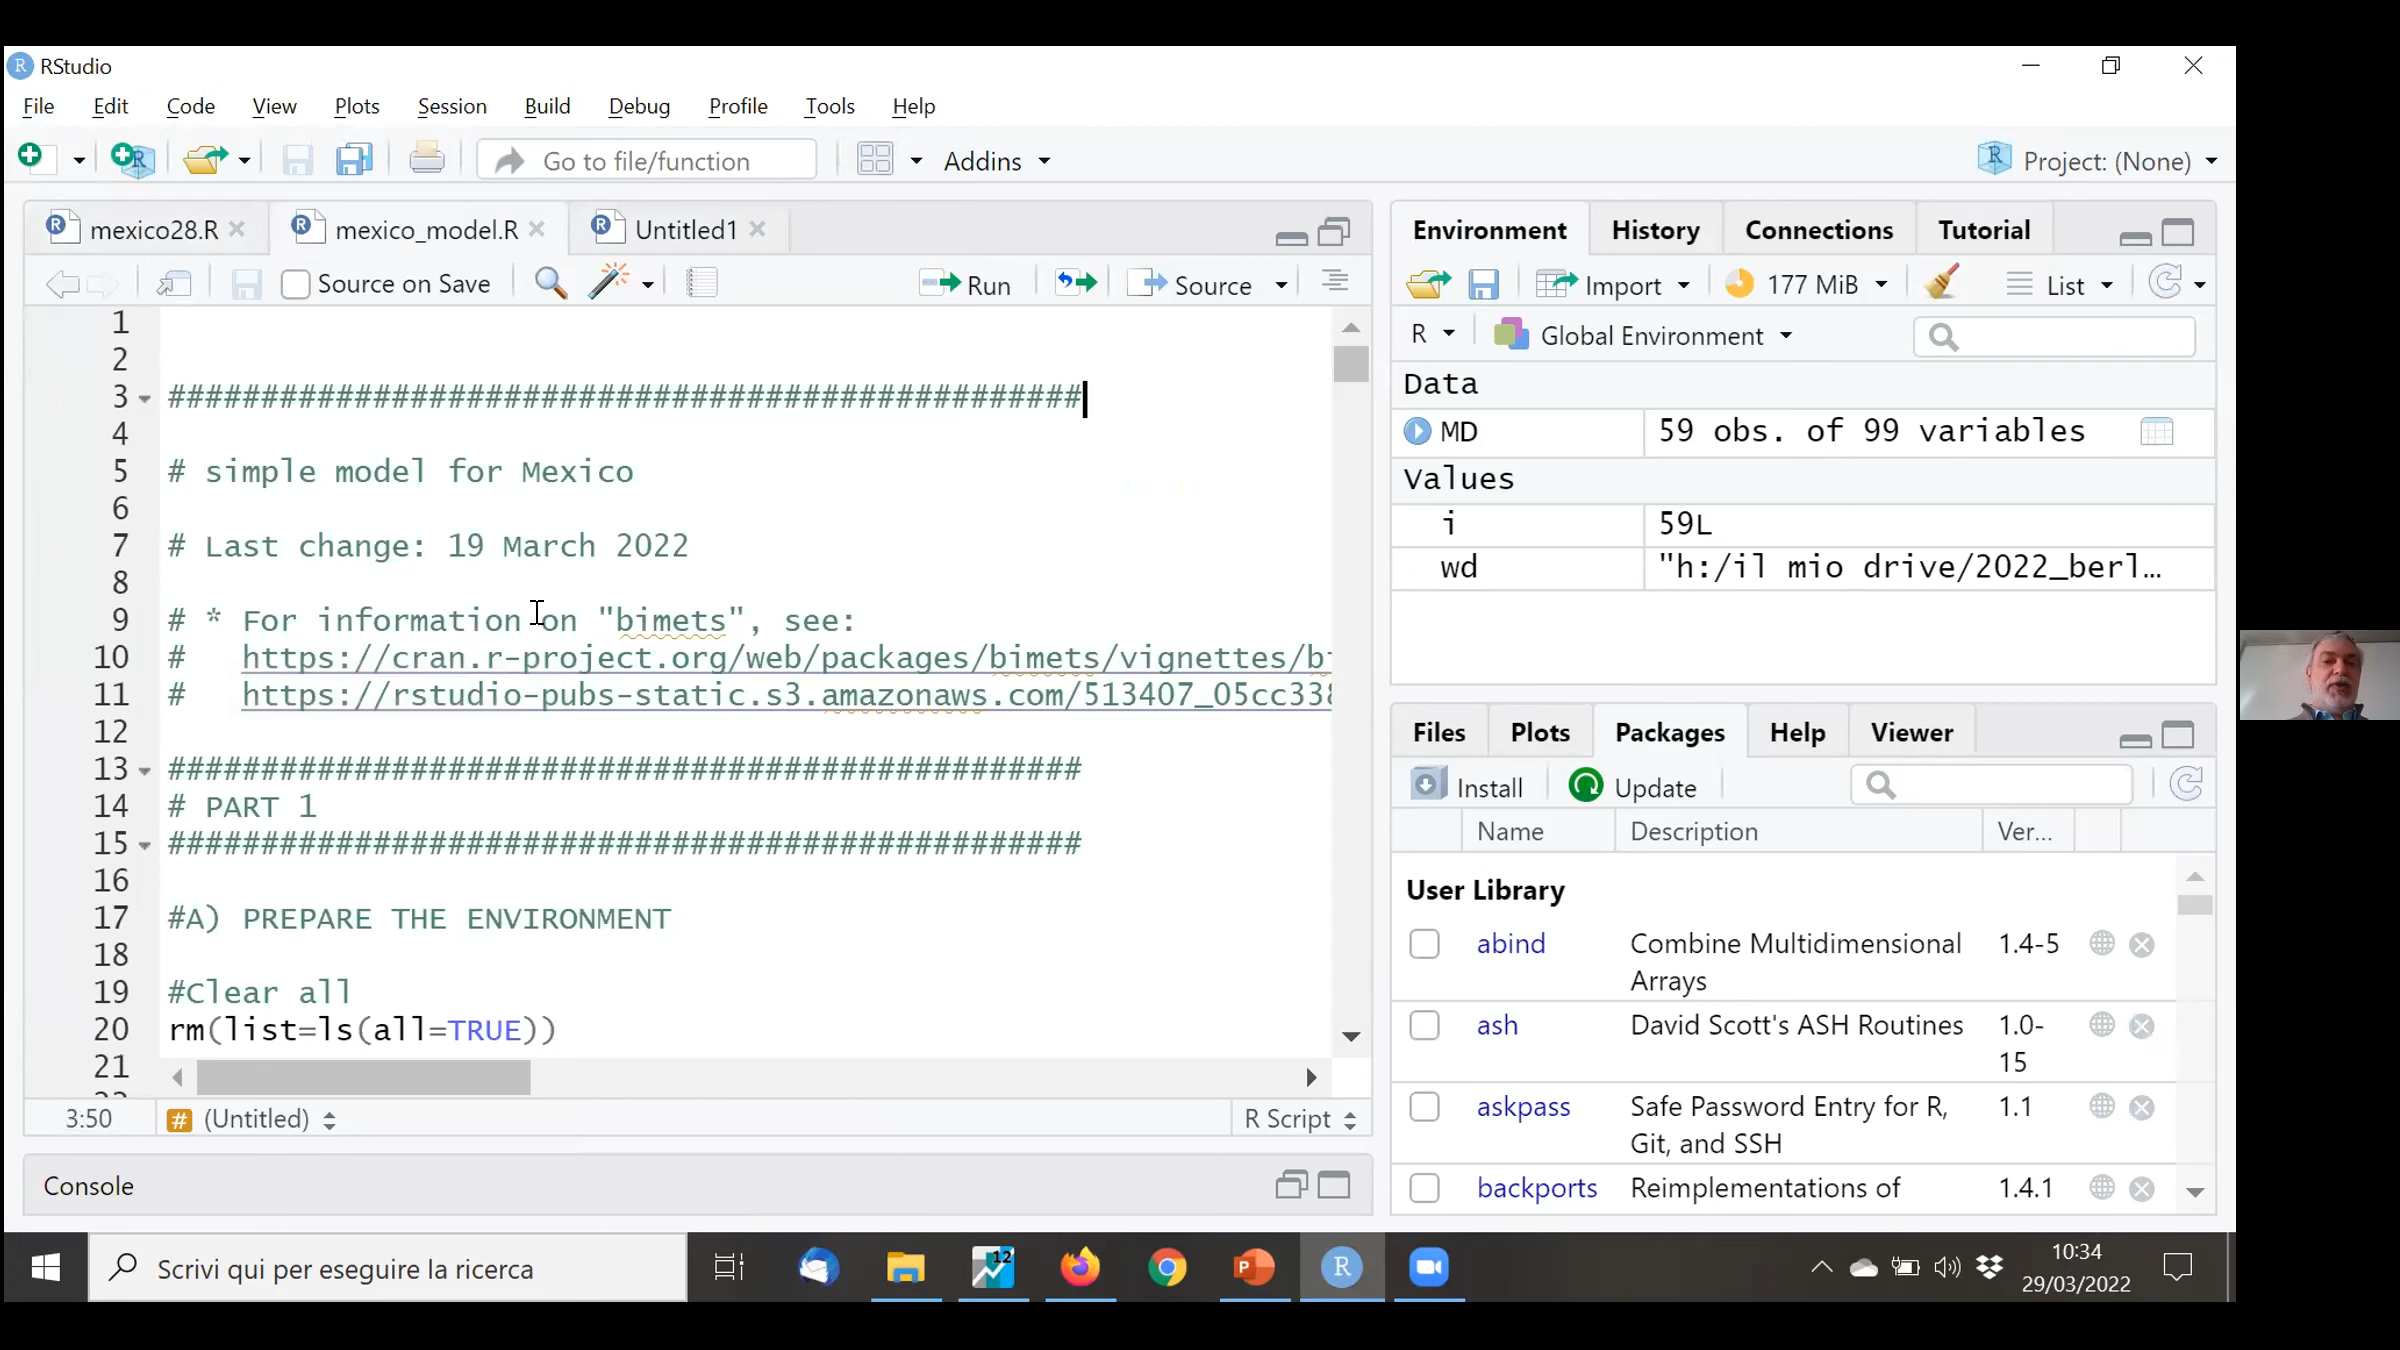 RStudio
File Edit Code View Plots Session Build Debug Profile Tools Help
Go to file/function Addins Project: (None)
mexico28.R mexico_model.R Untitled1
Source on Save Run Source
1
2
3 #################################################
4
5 # simple model for Mexico
6
7 # Last change: 19 March 2022
8
9 # * For information on "bimets", see:
10 # https://cran.r-project.org/web/packages/bimets/vignettes/bi
11 # https://rstudio-pubs-static.s3.amazonaws.com/513407_05cc338
12
13 #################################################
14 # PART 1
15 #################################################
16
17 #A) PREPARE THE ENVIRONMENT
18
19 #Clear all
20 rm(list=ls(all=TRUE))
21
3:50 # (Untitled) R Script
Console
Environment History Connections Tutorial
Import 177 MiB List
R Global Environment
Data
MD 59 obs. of 99 variables
Values
i 59L
wd "h:/il mio drive/2022_berl…
Files Plots Packages Help Viewer
Install Update
Name Description Ver...
User Library
abind Combine Multidimensional Arrays 1.4-5
ash David Scott's ASH Routines 1.0-15
askpass Safe Password Entry for R, Git, and SSH 1.1
backports Reimplementations of 1.4.1
Scrivi qui per eseguire la ricerca
12
10:34
29/03/2022